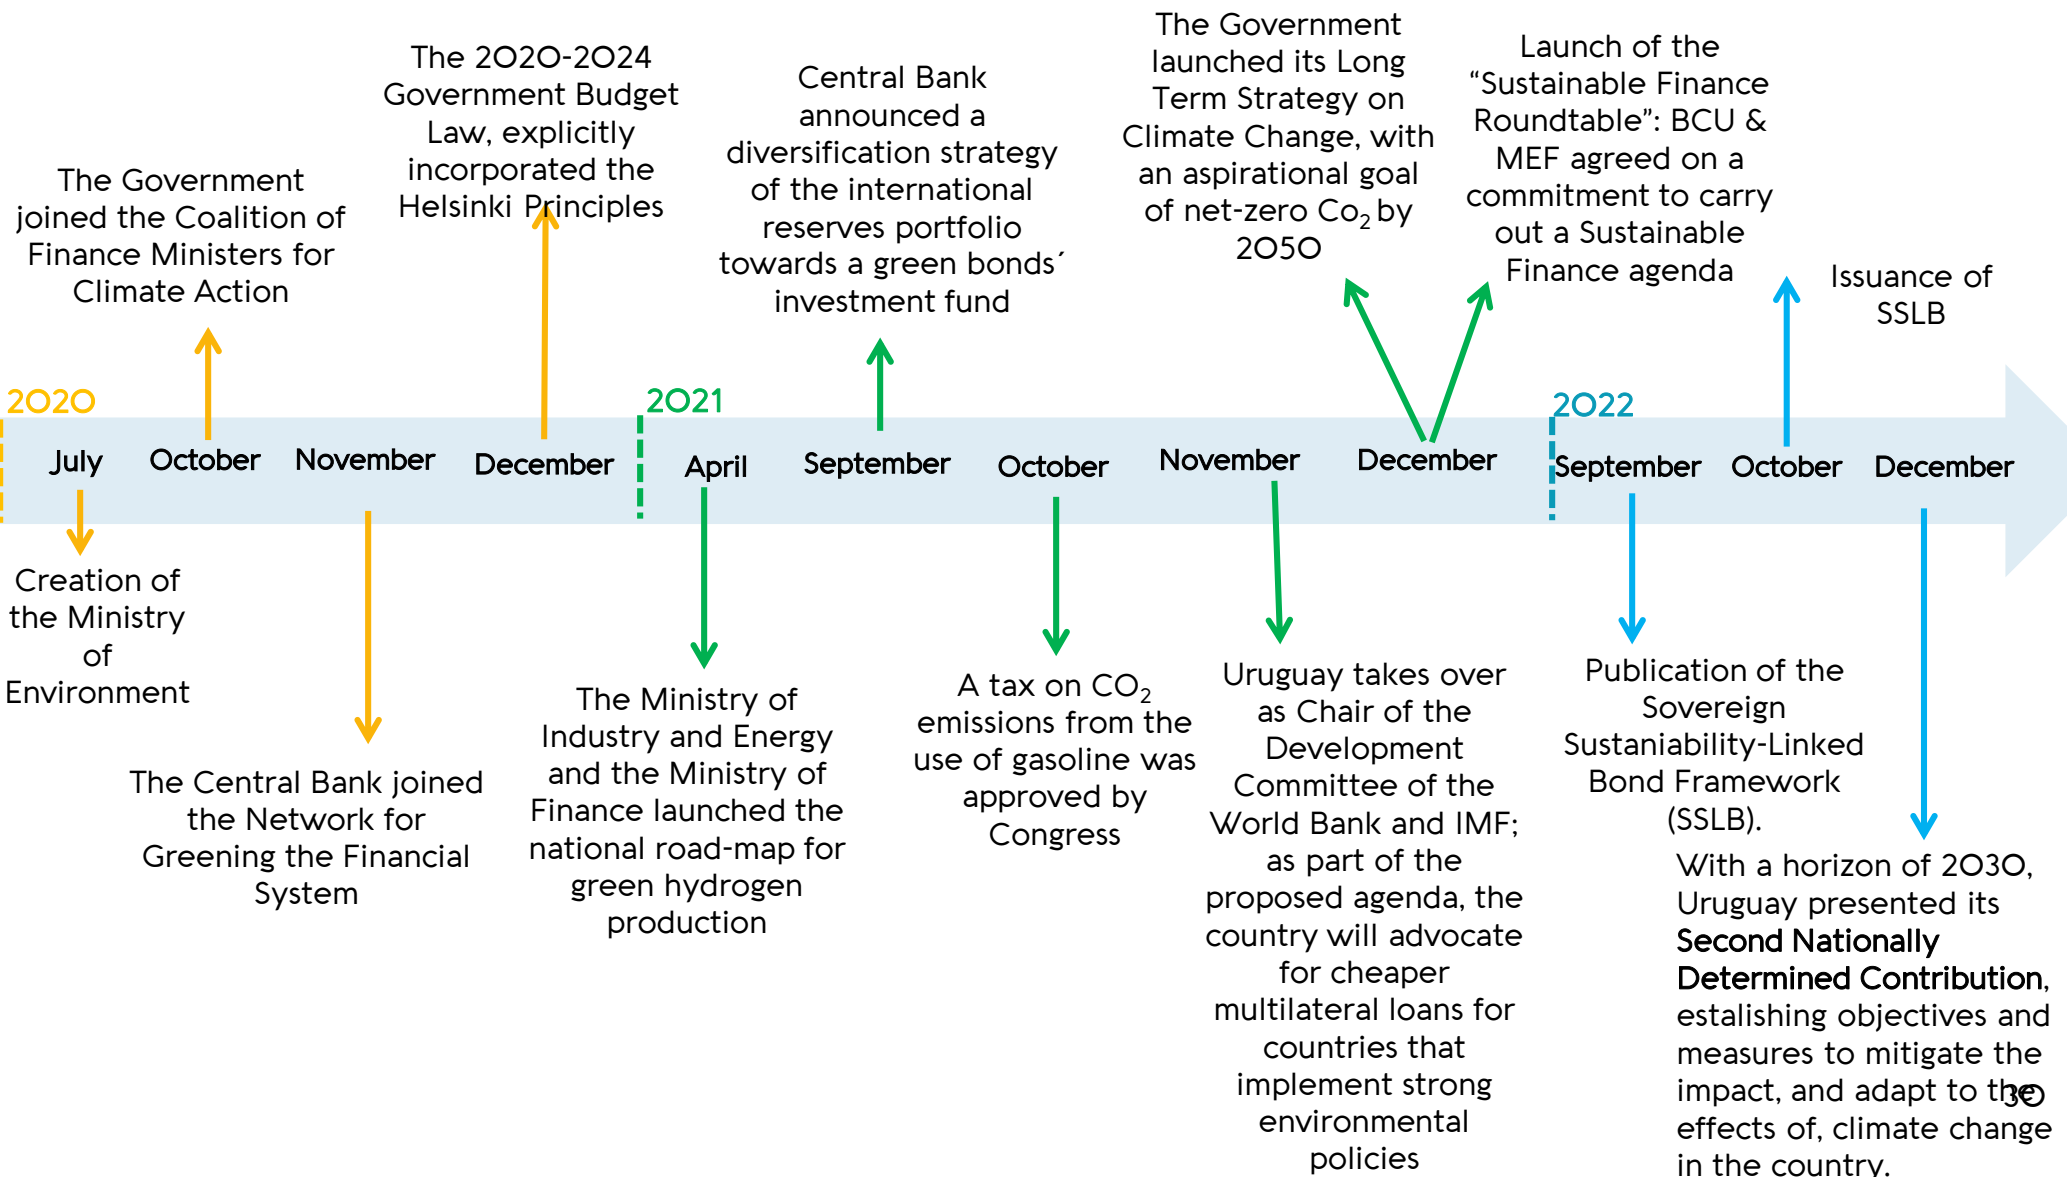 The 2020-2024
Government Budget
Law, explicitly
incorporated the
Helsinki Principles
The Government
joined the Coalition of
Finance Ministers for
Climate Action
Central Bank
announced a
diversification strategy
of the international
reserves portfolio
towards a green bonds´
investment fund
The Government
launched its Long
Term Strategy on
Climate Change, with
an aspirational goal
of net-zero Co₂ by
2050
Launch of the
“Sustainable Finance
Roundtable”: BCU &
MEF agreed on a
commitment to carry
out a Sustainable
Finance agenda
Issuance of
SSLB
2020
2021
2022
July
October
November
December
April
September
October
November
December
September
October
December
Creation of
the Ministry
of
Environment
The Central Bank joined
the Network for
Greening the Financial
System
The Ministry of
Industry and Energy
and the Ministry of
Finance launched the
national road-map for
green hydrogen
production
A tax on CO₂
emissions from the
use of gasoline was
approved by
Congress
Uruguay takes over
as Chair of the
Development
Committee of the
World Bank and IMF;
as part of the
proposed agenda, the
country will advocate
for cheaper
multilateral loans for
countries that
implement strong
environmental
policies
Publication of the
Sovereign
Sustaniability-Linked
Bond Framework
(SSLB).
With a horizon of 2030,
Uruguay presented its
Second Nationally
Determined Contribution,
estalishing objectives and
measures to mitigate the
impact, and adapt to the
effects of, climate change
in the country.
30